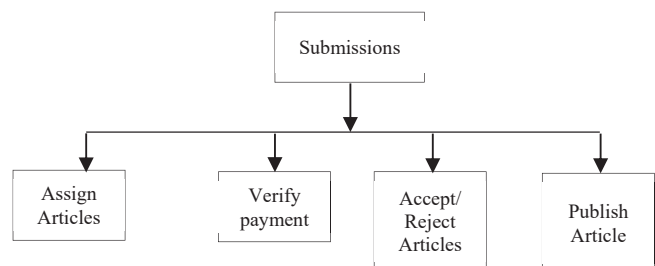 Submissions
Assign
Articles
Verify
payment
Accept/
Reject
Articles
Publish
Article